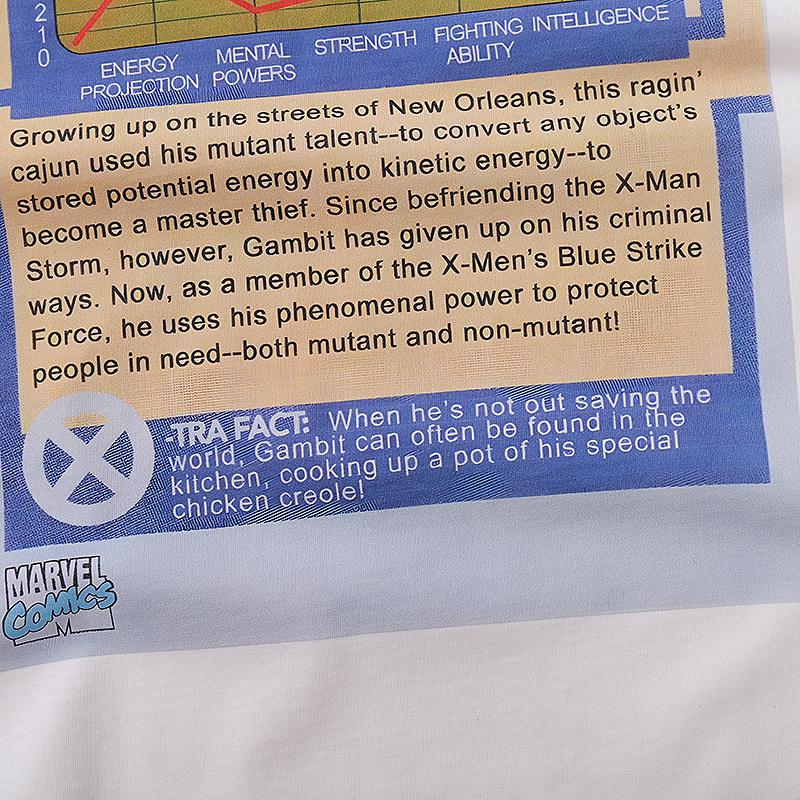 2
1
0
ENERGY PROJECTION
MENTAL POWERS
STRENGTH
FIGHTING ABILITY
INTELLIGENCE
Growing up on the streets of New Orleans, this ragin'
cajun used his mutant talent--to convert any object's
stored potential energy into kinetic energy--to
become a master thief. Since befriending the X-Man
Storm, however, Gambit has given up on his criminal
ways. Now, as a member of the X-Men's Blue Strike
Force, he uses his phenomenal power to protect
people in need--both mutant and non-mutant!
X-TRA FACT: When he's not out saving the
world, Gambit can often be found in the
kitchen, cooking up a pot of his special
chicken creole!
MARVEL
COMICS
M